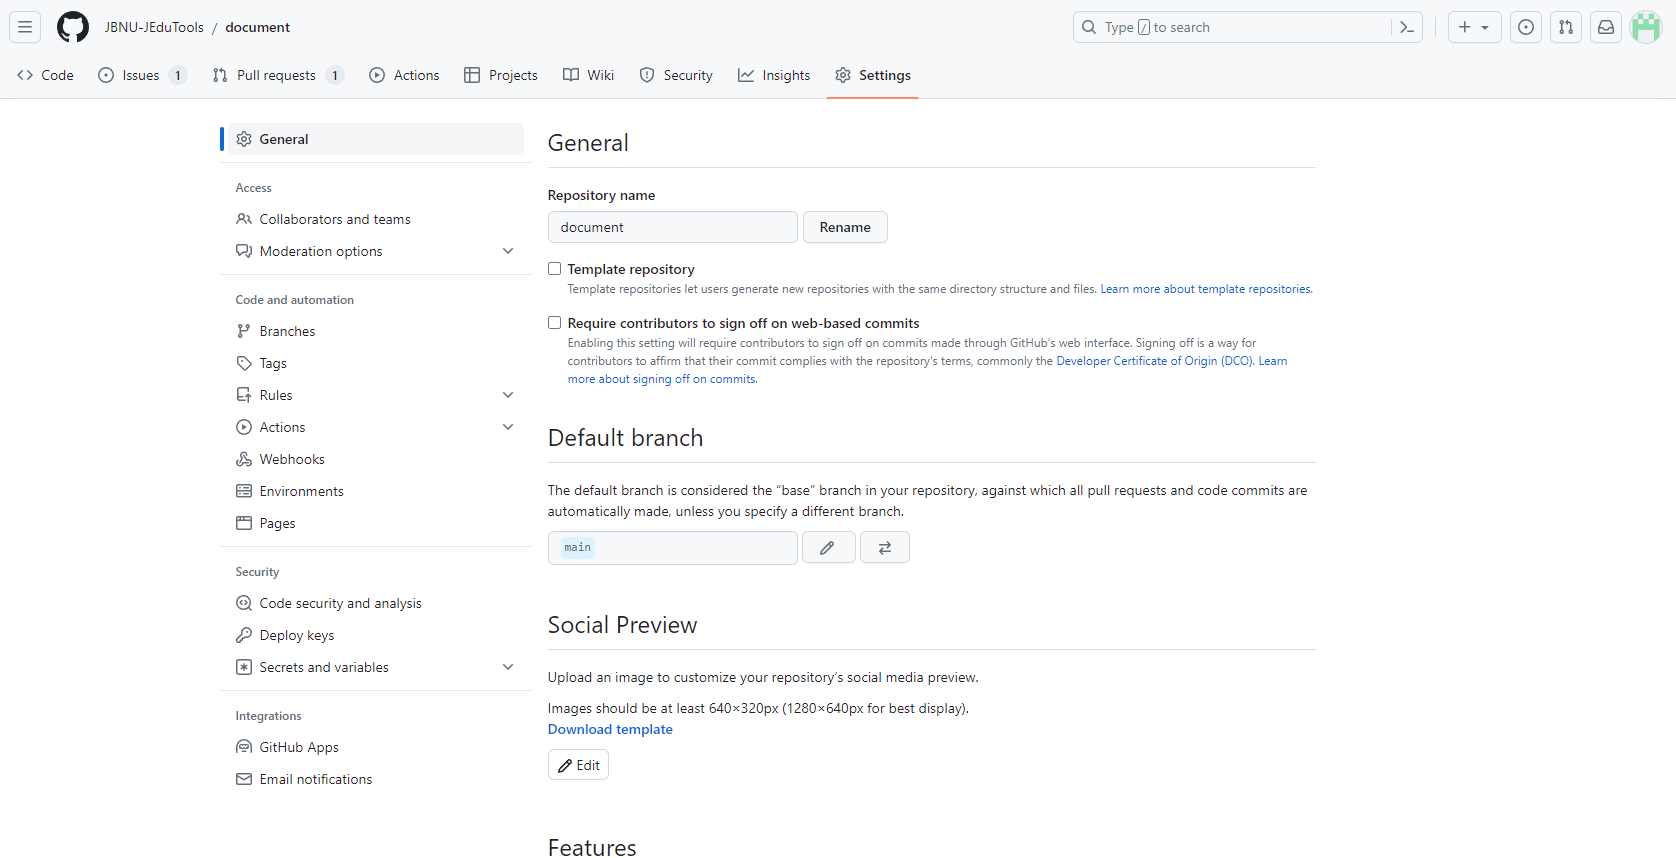 JBNU-JEduTools / document
Type / to search
Code
Issues 1
Pull requests 1
Actions
Projects
Wiki
Security
Insights
Settings
General
Access
Collaborators and teams
Moderation options
Code and automation
Branches
Tags
Rules
Actions
Webhooks
Environments
Pages
Security
Code security and analysis
Deploy keys
Secrets and variables
Integrations
GitHub Apps
Email notifications
General
Repository name
document Rename
Template repository
Template repositories let users generate new repositories with the same directory structure and files. Learn more about template repositories.
Require contributors to sign off on web-based commits
Enabling this setting will require contributors to sign off on commits made through GitHub's web interface. Signing off is a way for
contributors to affirm that their commit complies with the repository's terms, commonly the Developer Certificate of Origin (DCO). Learn
more about signing off on commits.
Default branch
The default branch is considered the “base” branch in your repository, against which all pull requests and code commits are
automatically made, unless you specify a different branch.
main
Social Preview
Upload an image to customize your repository’s social media preview.
Images should be at least 640×320px (1280×640px for best display).
Download template
Edit
Features